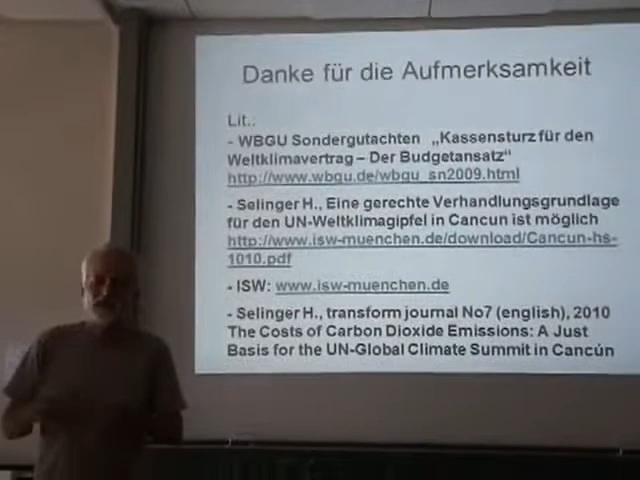 Danke für die Aufmerksamkeit
Lit.:
- WBGU Sondergutachten „Kassensturz für den
Weltklimavertrag – Der Budgetansatz“
http://www.wbgu.de/wbgu_sn2009.html
- Selinger H., Eine gerechte Verhandlungsgrundlage
für den UN-Weltklimagipfel in Cancun ist möglich
http://www.isw-muenchen.de/download/Cancun-hs-
1010.pdf
- ISW: www.isw-muenchen.de
- Selinger H., transform journal No7 (english), 2010
The Costs of Carbon Dioxide Emissions: A Just
Basis for the UN-Global Climate Summit in Cancún